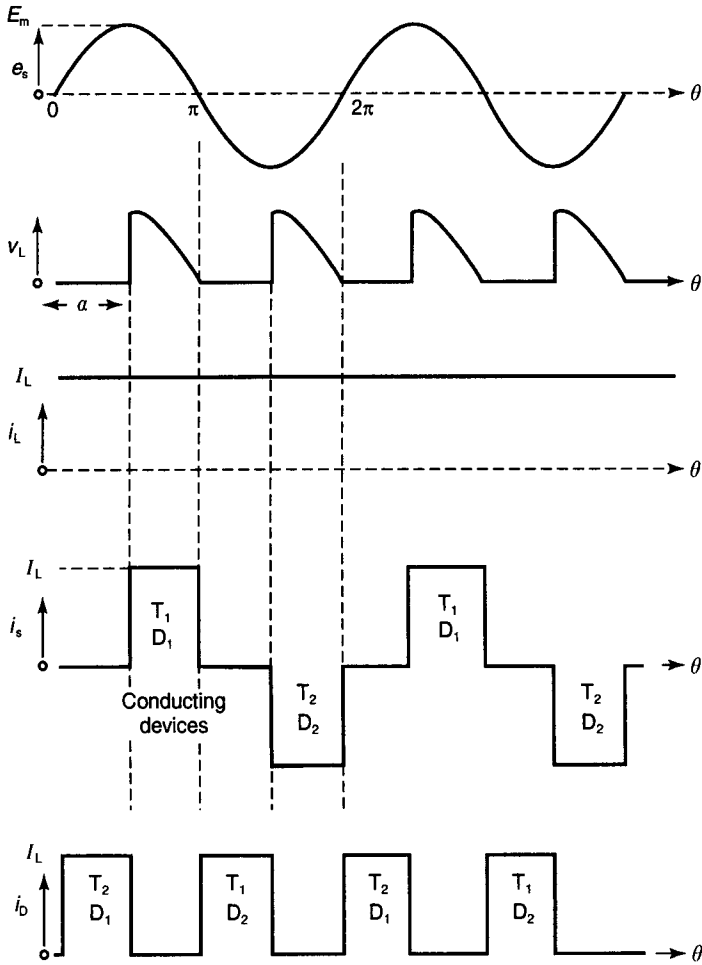 E_m
e_s
0 π 2π θ
v_L
θ
α
I_L
i_L
θ
I_L
i_s
T_1
D_1
T_1
D_1
θ
Conducting
devices
T_2
D_2
T_2
D_2
I_L
i_D
T_2
D_1
T_1
D_2
T_2
D_1
T_1
D_2
θ